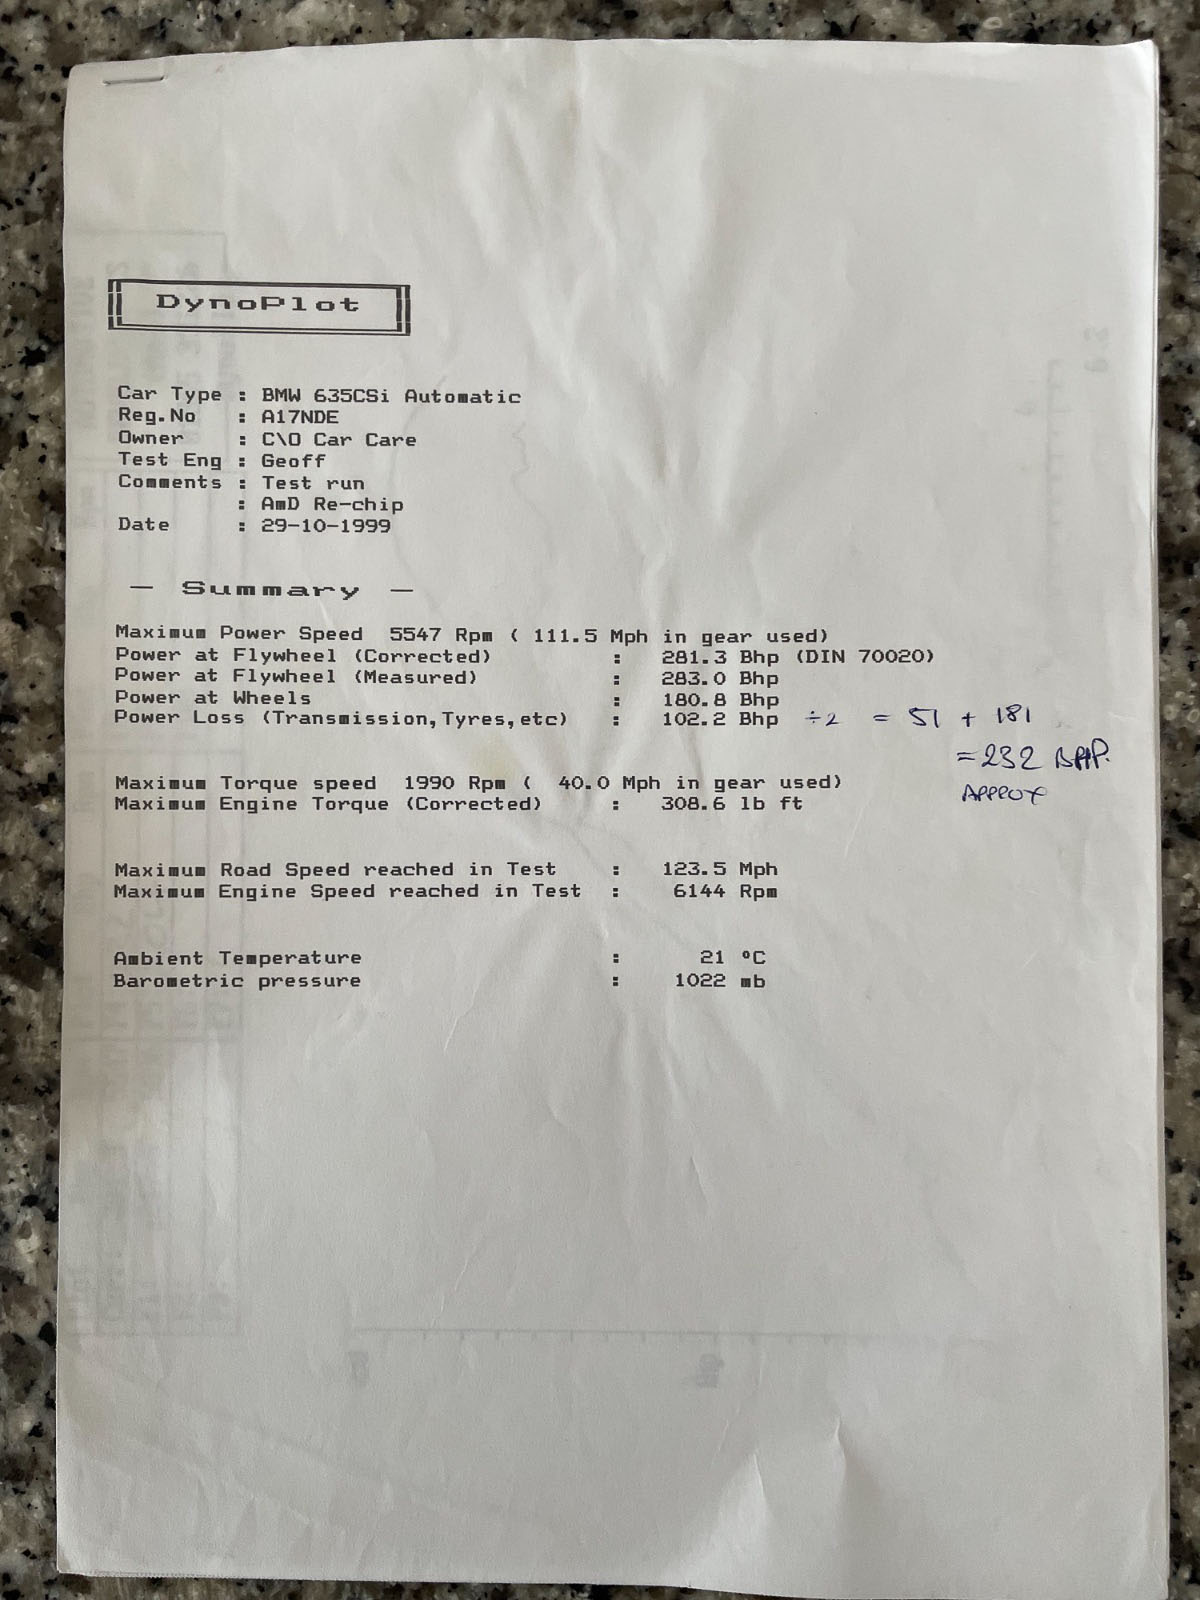 DynoPlot
Car Type : BMW 635CSi Automatic
Reg.No : A17NDE
Owner : C\O Car Care
Test Eng : Geoff
Comments : Test run
: AmD Re-chip
Date : 29-10-1999
— Summary —
Maximum Power Speed 5547 Rpm ( 111.5 Mph in gear used)
Power at Flywheel (Corrected) : 281.3 Bhp (DIN 70020)
Power at Flywheel (Measured) : 283.0 Bhp
Power at Wheels : 180.8 Bhp
Power Loss (Transmission,Tyres,etc) : 102.2 Bhp ÷2 = 51 + 181
= 232 BHP.
APPROX
Maximum Torque speed 1990 Rpm ( 40.0 Mph in gear used)
Maximum Engine Torque (Corrected) : 308.6 lb ft
Maximum Road Speed reached in Test : 123.5 Mph
Maximum Engine Speed reached in Test : 6144 Rpm
Ambient Temperature : 21 ºC
Barometric pressure : 1022 mb